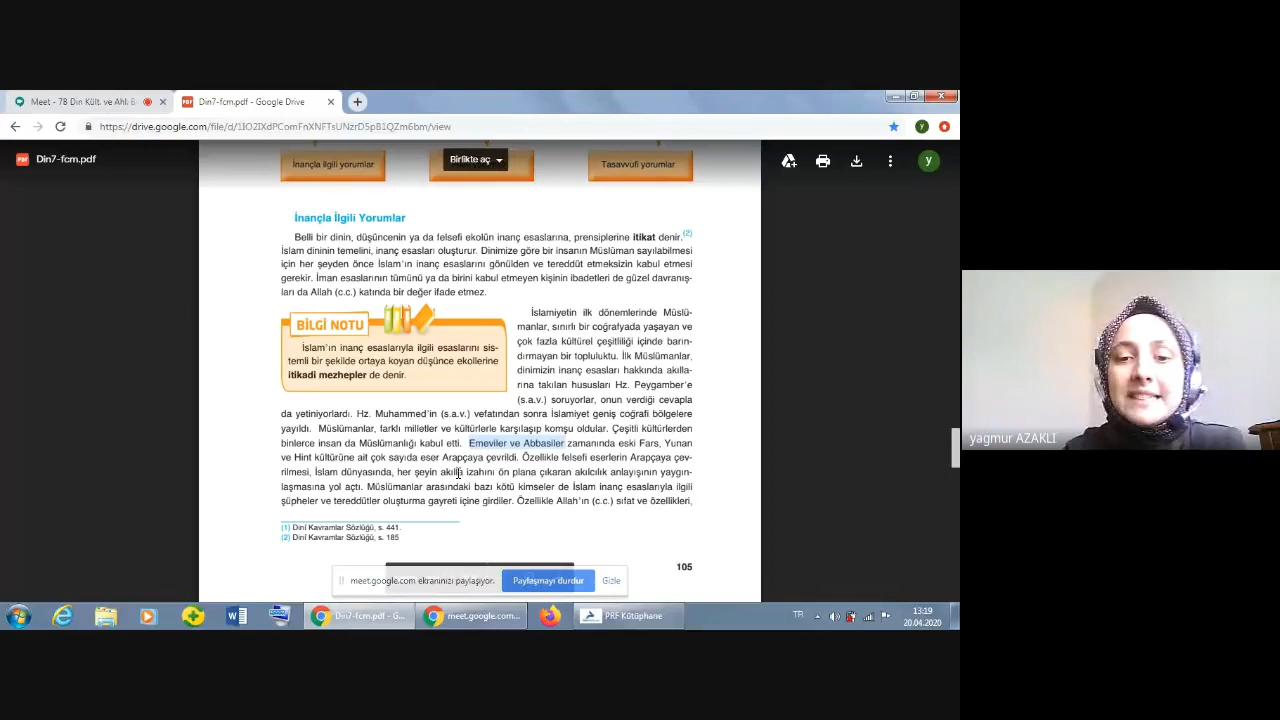 Meet - 7B Din Kült. ve Ahl. B
Din7-fcm.pdf - Google Drive
Din7-fcm.pdf
Birlikte aç
y
y
İnançla ilgili yorumlar
Tasavvufi yorumlar
İnançla İlgili Yorumlar
Belli bir dinin, düşüncenin ya da felsefi ekolün inanç esaslarına, prensiplerine itikat denir.(2)
İslam dininin temelini, inanç esasları oluşturur. Dinimize göre bir insanın Müslüman sayılabilmesi
için her şeyden önce İslam'ın inanç esaslarını gönülden ve tereddüt etmeksizin kabul etmesi
gerekir. İman esaslarının tümünü ya da birini kabul etmeyen kişinin ibadetleri de güzel davranış-
ları da Allah (c.c.) katında bir değer ifade etmez.
BİLGİ NOTU
İslam'ın inanç esaslarıyla ilgili esaslarını sis-
temli bir şekilde ortaya koyan düşünce ekollerine
itikadi mezhepler de denir.
İslamiyetin ilk dönemlerinde Müslü-
manlar, sınırlı bir coğrafyada yaşayan ve
çok fazla kültürel çeşitliliği içinde barın-
dırmayan bir topluluktu. İlk Müslümanlar,
dinimizin inanç esasları hakkında akılla-
rına takılan hususları Hz. Peygamber'e
(s.a.v.) soruyorlar, onun verdiği cevapla
da yetiniyorlardı. Hz. Muhammed'in (s.a.v.) vefatından sonra İslamiyet geniş coğrafi bölgelere
yayıldı. Müslümanlar, farklı milletler ve kültürlerle karşılaşıp komşu oldular. Çeşitli kültürlerden
binlerce insan da Müslümanlığı kabul etti. Emeviler ve Abbasiler zamanında eski Fars, Yunan
ve Hint kültürüne ait çok sayıda eser Arapçaya çevrildi. Özellikle felsefi eserlerin Arapçaya çev-
rilmesi, İslam dünyasında, her şeyin akılla izahını ön plana çıkaran akılcılık anlayışının yaygın-
laşmasına yol açtı. Müslümanlar arasındaki bazı kötü kimseler de İslam inanç esaslarıyla ilgili
şüpheler ve tereddütler oluşturma gayreti içine girdiler. Özellikle Allah'ın (c.c.) sıfat ve özellikleri,
(1) Dinî Kavramlar Sözlüğü, s. 441.
(2) Dinî Kavramlar Sözlüğü, s. 185
105
meet.google.com ekranınızı paylaşıyor.
Paylaşmayı durdur
Gizle
Din7-fcm.pdf - G...
meet.google.com...
PRF Kütüphane
TR
13:19
20.04.2020
yagmur AZAKLI